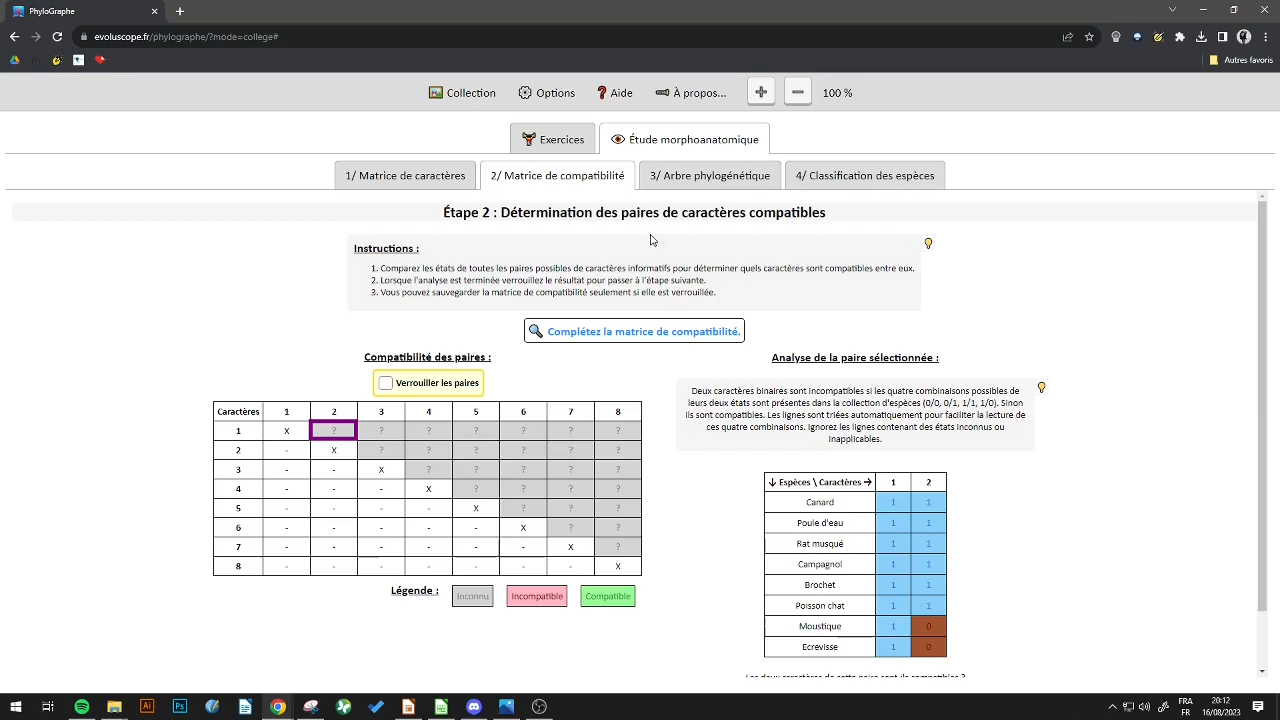 PhyloGraphe
evoluscope.fr/phylographe/?mode=college#
Autres favoris
Collection Options Aide À propos... 100 %
Exercices Étude morphoanatomique
1/ Matrice de caractères 2/ Matrice de compatibilité 3/ Arbre phylogénétique 4/ Classification des espèces
Étape 2 : Détermination des paires de caractères compatibles
Instructions :
1. Comparez les états de toutes les paires possibles de caractères informatifs pour déterminer quels caractères sont compatibles entre eux.
2. Lorsque l'analyse est terminée verrouillez le résultat pour passer à l'étape suivante.
3. Vous pouvez sauvegarder la matrice de compatibilité seulement si elle est verrouillée.
Complétez la matrice de compatibilité.
Compatibilité des paires :
Verrouiller les paires
Caractères 1 2 3 4 5 6 7 8
1 X ? ? ? ? ? ? ?
2 - X ? ? ? ? ? ?
3 - - X ? ? ? ? ?
4 - - - X ? ? ? ?
5 - - - - X ? ? ?
6 - - - - - X ? ?
7 - - - - - - X ?
8 - - - - - - - X
Légende : Inconnu Incompatible Compatible
Analyse de la paire sélectionnée :
Deux caractères binaires sont incompatibles si les quatre combinaisons possibles de
leurs deux états sont présentes dans la collection d'espèces (0/0, 0/1, 1/1, 1/0). Sinon
ils sont compatibles. Les lignes sont triées automatiquement pour faciliter la lecture de
ces quatre combinaisons. Ignorez les lignes contenant des états inconnus ou
inapplicables.
↓ Espèces \ Caractères → 1 2
Canard 1 1
Poule d'eau 1 1
Rat musqué 1 1
Campagnol 1 1
Brochet 1 1
Poisson chat 1 1
Moustique 1 0
Ecrevisse 1 0
Les deux caractères de cette paire sont-ils compatibles ?
FRA
FR
20:12
16/08/2023